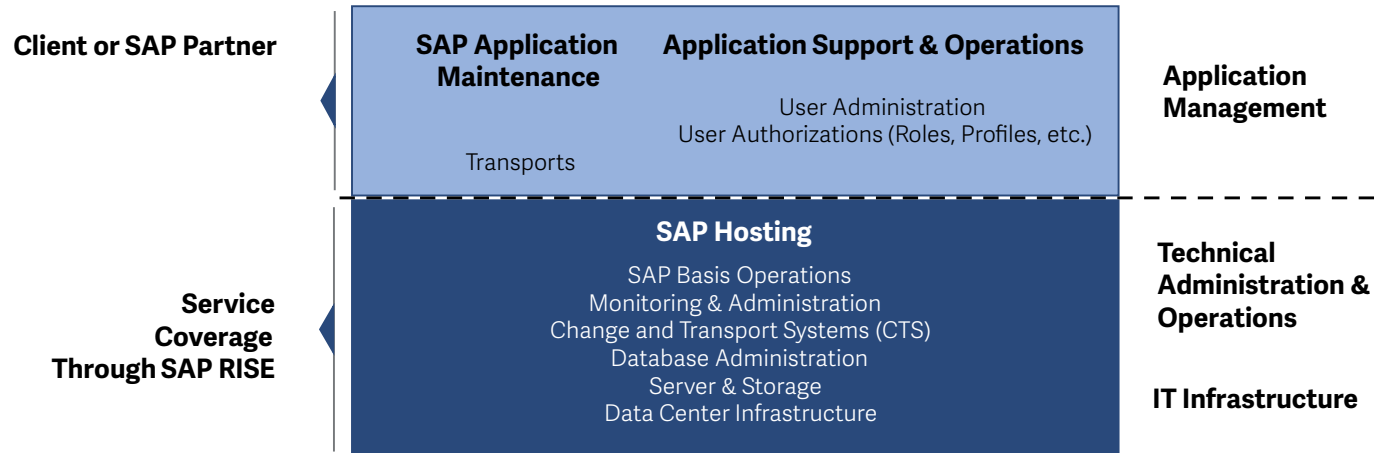 Client or SAP Partner
SAP Application
Maintenance
Transports
Application Support & Operations
User Administration
User Authorizations (Roles, Profiles, etc.)
Application
Management
Service
Coverage
Through SAP RISE
SAP Hosting
SAP Basis Operations
Monitoring & Administration
Change and Transport Systems (CTS)
Database Administration
Server & Storage
Data Center Infrastructure
Technical
Administration &
Operations
IT Infrastructure